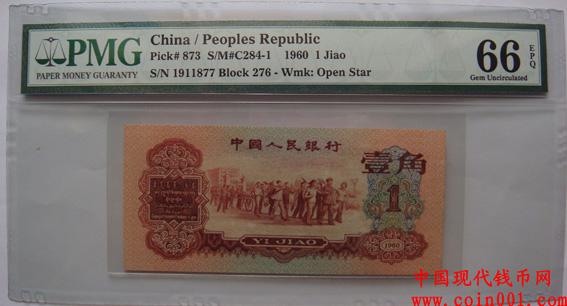 PMG
PAPER MONEY GUARANTY
China / Peoples Republic
Pick# 873 S/M#C284-1 1960 1 Jiao
S/N 1911877 Block 276 - Wmk: Open Star
66 EPQ
Gem Uncirculated
中国人民银行
壹角
1
YI JIAO
1960
中国现代钱币网
www.coin001.com